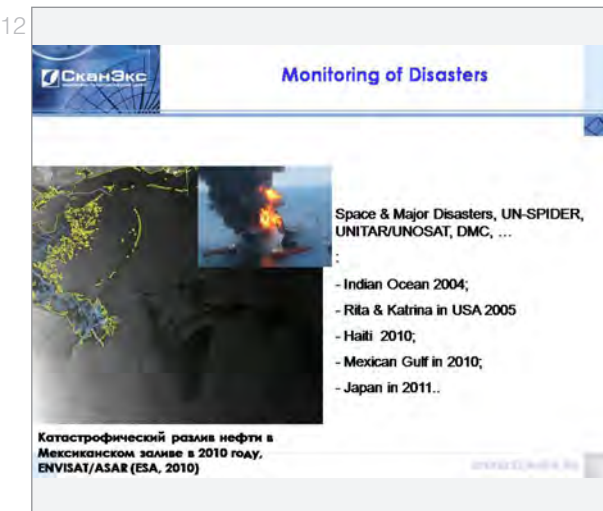 12
СканЭкс
Monitoring of Disasters
Space & Major Disasters, UN-SPIDER,
UNITAR/UNOSAT, DMC, ...
:
- Indian Ocean 2004;
- Rita & Katrina in USA 2005
- Haiti 2010;
- Mexican Gulf in 2010;
- Japan in 2011..
Катастрофический разлив нефти в
Мексиканском заливе в 2010 году,
ENVISAT/ASAR (ESA, 2010)